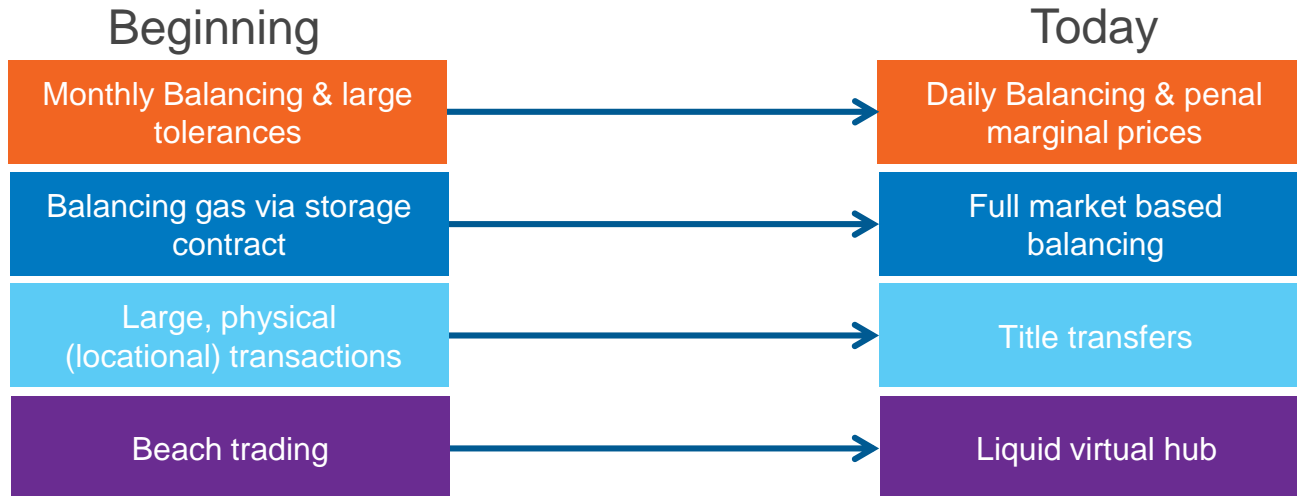 Beginning
Today
Monthly Balancing & large
tolerances
Daily Balancing & penal
marginal prices
Balancing gas via storage
contract
Full market based
balancing
Large, physical
(locational) transactions
Title transfers
Beach trading
Liquid virtual hub